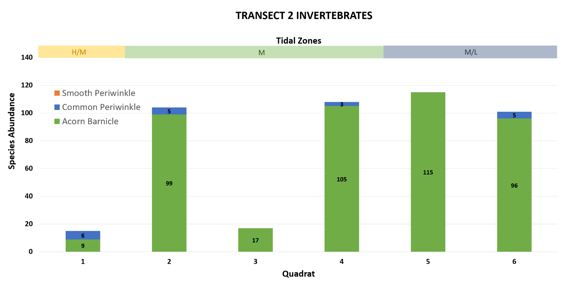 TRANSECT 2 INVERTEBRATES
Tidal Zones
H/M M M/L
Species Abundance
140
120
100
80
60
40
20
0
Smooth Periwinkle
Common Periwinkle
Acorn Barnicle
6
9
5
99
17
3
105
115
5
96
1 2 3 4 5 6
Quadrat